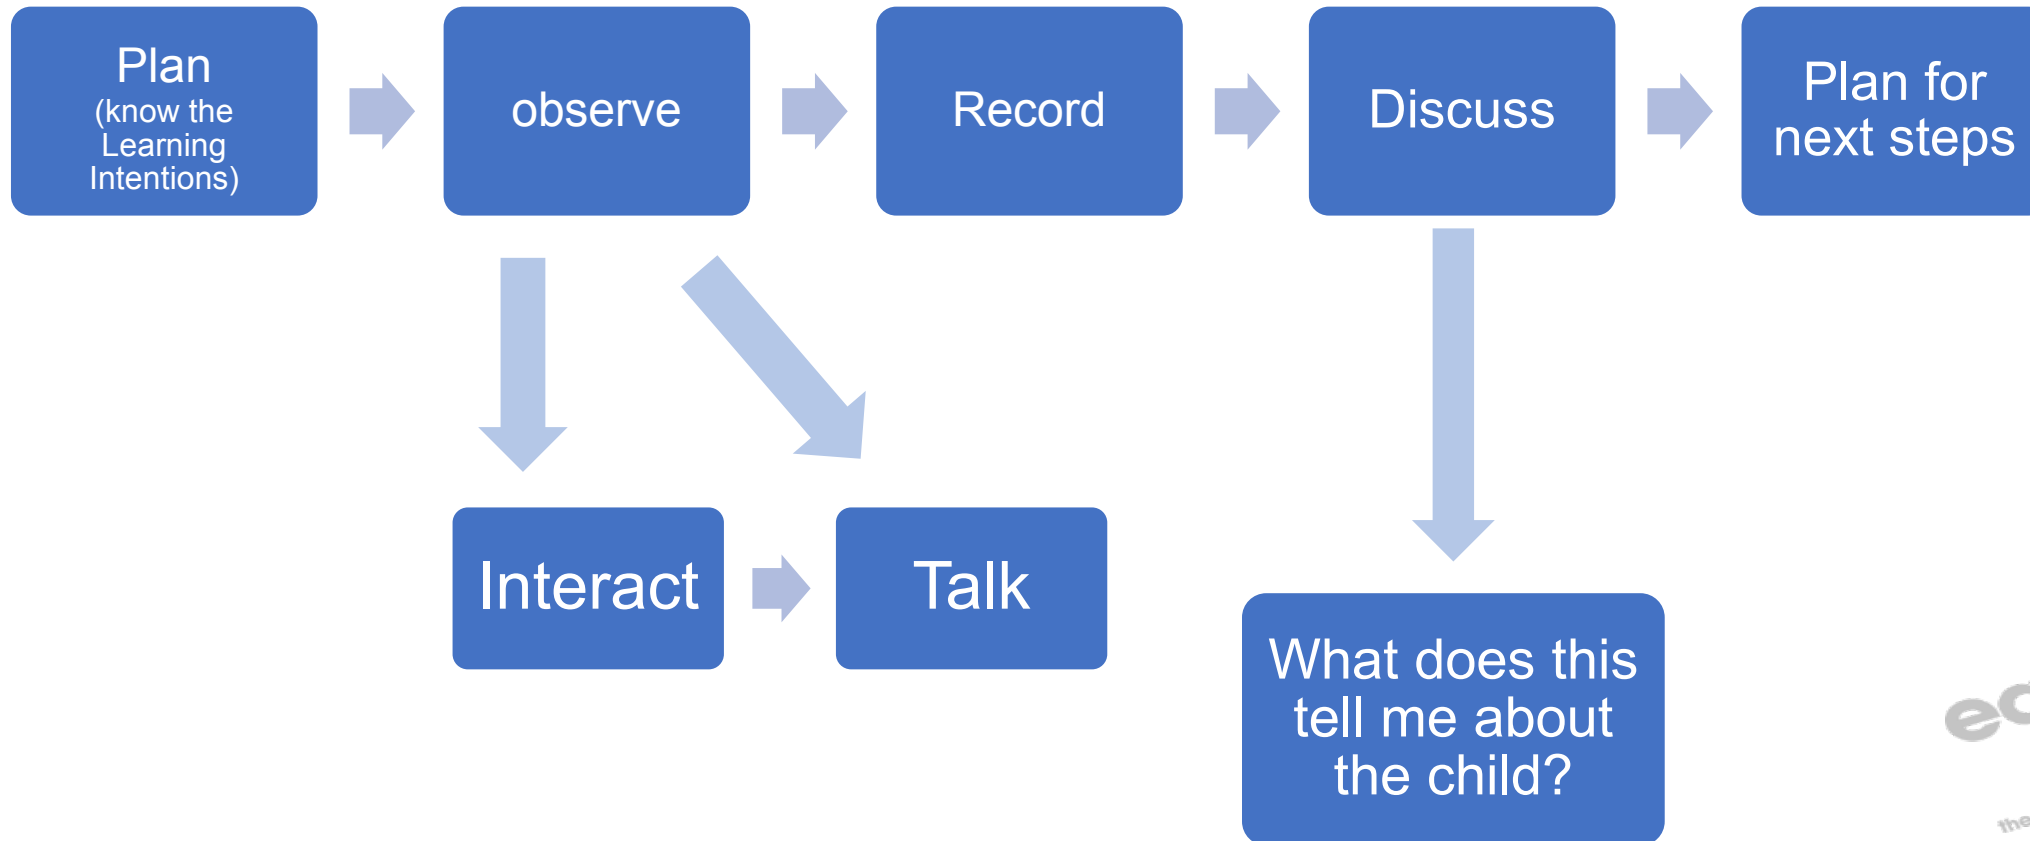 Plan
(know the
Learning
Intentions)
observe
Record
Discuss
Plan for
next steps
Interact
Talk
What does this
tell me about
the child?
the